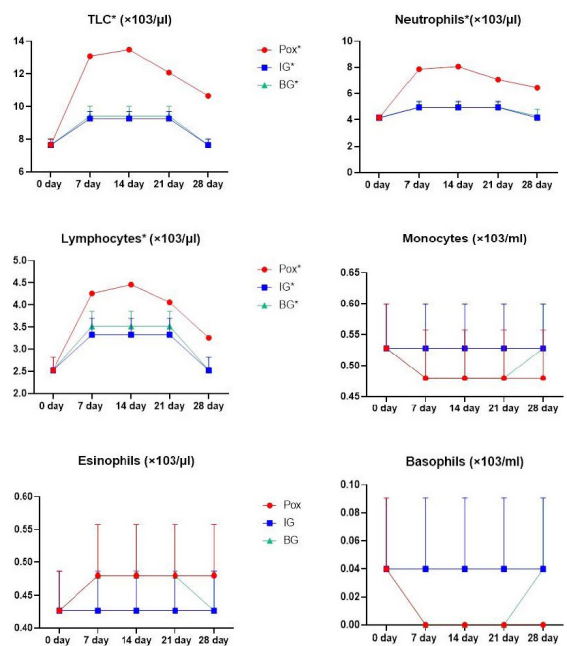 TLC* (×103/µl)
14
12
10
8
6
0 day 7 day 14 day 21 day 28 day
Pox*
IG*
BG*
Neutrophils*(×103/µl)
10
8
6
4
2
0
0 day 7 day 14 day 21 day 28 day
Lymphocytes* (×103/µl)
5.0
4.5
4.0
3.5
3.0
2.5
2.0
0 day 7 day 14 day 21 day 28 day
Pox*
IG*
BG*
Monocytes (×103/ml)
0.65
0.60
0.55
0.50
0.45
0 day 7 day 14 day 21 day 28 day
Esinophils (×103/µl)
0.60
0.55
0.50
0.45
0.40
0 day 7 day 14 day 21 day 28 day
Pox
IG
BG
Basophils (×103/ml)
0.10
0.08
0.06
0.04
0.02
0.00
0 day 7 day 14 day 21 day 28 day